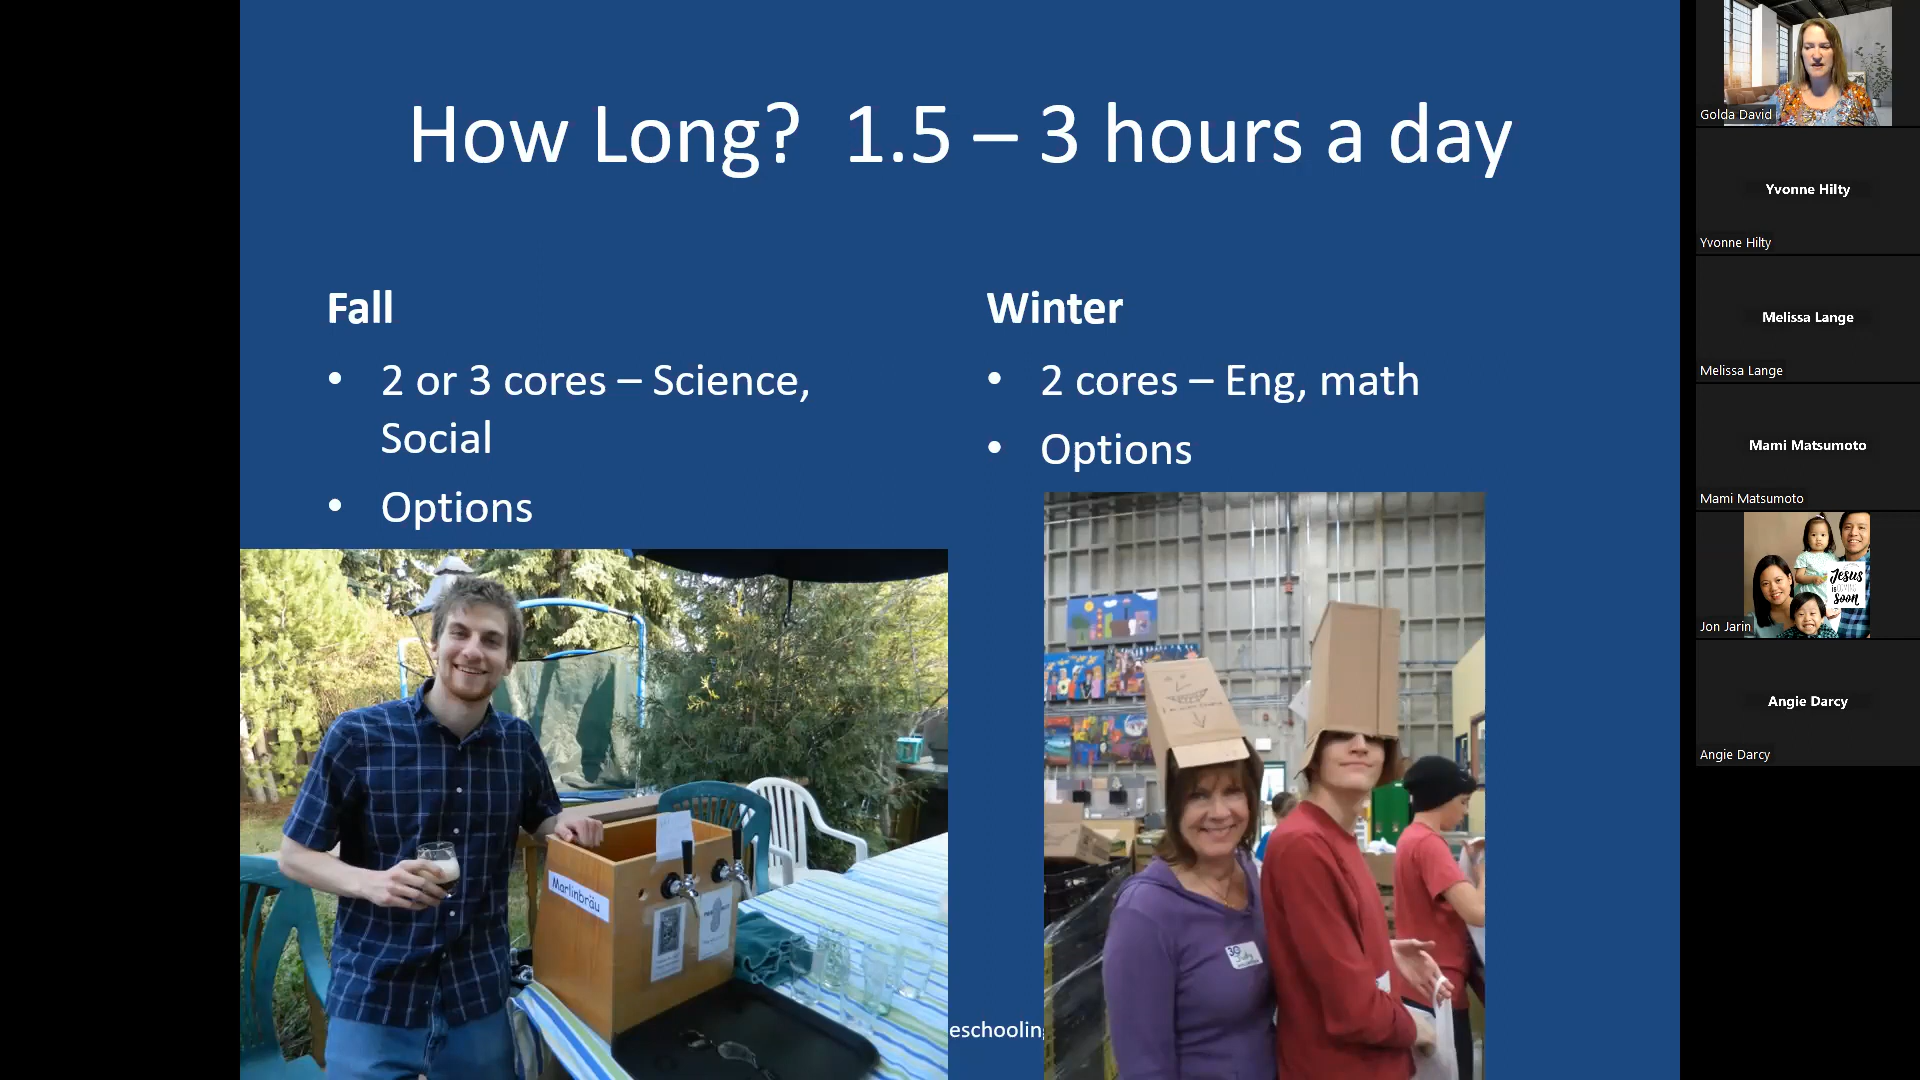 How Long?  1.5 – 3 hours a day
Fall
• 2 or 3 cores – Science,
Social
• Options
Winter
• 2 cores – Eng, math
• Options
Marlinbräu
eschooling
Golda David
Yvonne Hilty
Yvonne Hilty
Melissa Lange
Melissa Lange
Mami Matsumoto
Mami Matsumoto
Jesus
is
soon
Jon Jarin
Angie Darcy
Angie Darcy